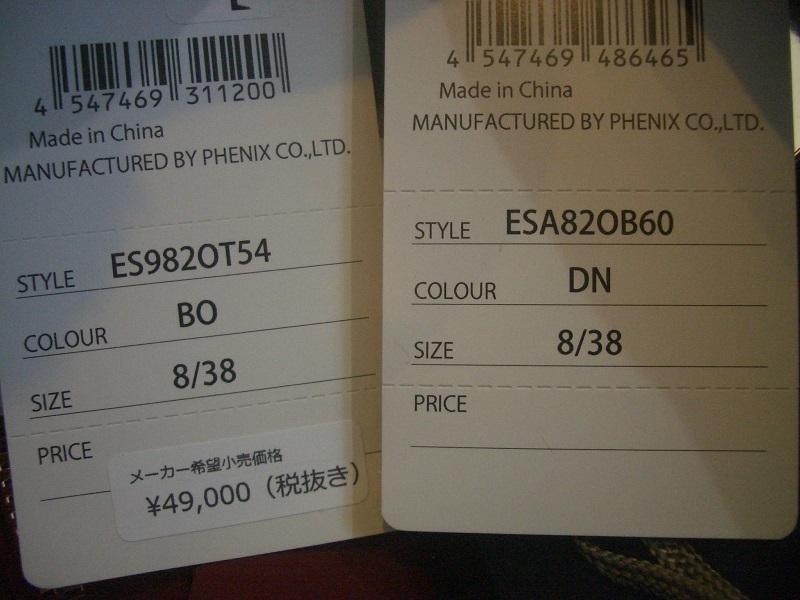 L
4 547469 311200
Made in China
MANUFACTURED BY PHENIX CO.,LTD.
STYLE ES982OT54
COLOUR BO
SIZE 8/38
PRICE
メーカー希望小売価格
¥49,000（税抜き）
4 547469 486465
Made in China
MANUFACTURED BY PHENIX CO.,LTD.
STYLE ESA82OB60
COLOUR DN
SIZE 8/38
PRICE